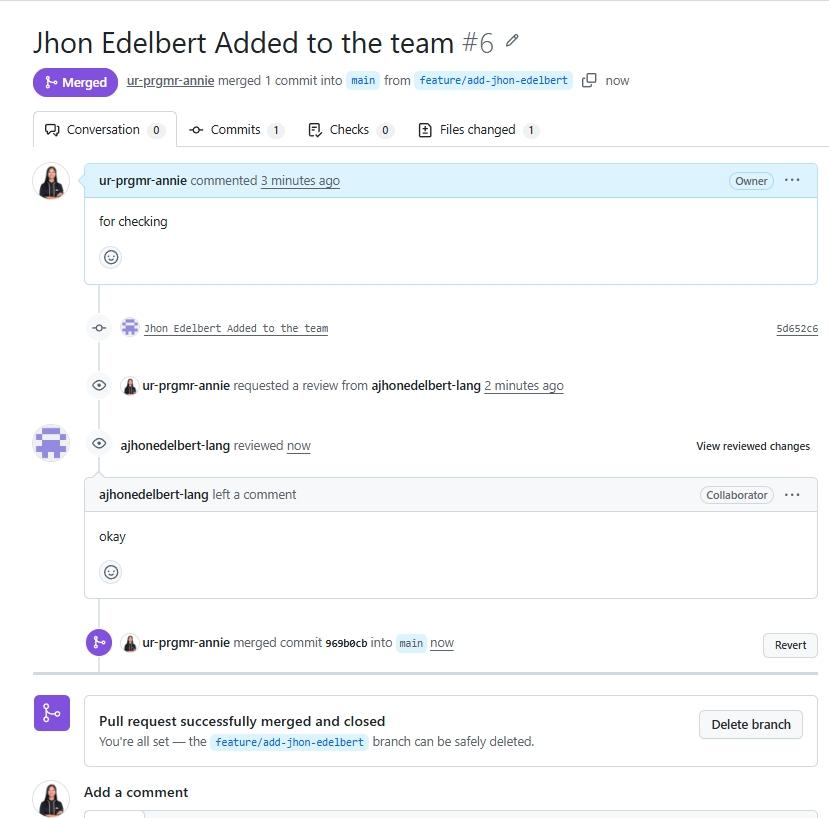 Jhon Edelbert Added to the team #6
Merged ur-prgmr-annie merged 1 commit into main from feature/add-jhon-edelbert now
Conversation 0 Commits 1 Checks 0 Files changed 1
ur-prgmr-annie commented 3 minutes ago Owner
for checking
Jhon Edelbert Added to the team 5d652c6
ur-prgmr-annie requested a review from ajhonedelbert-lang 2 minutes ago
ajhonedelbert-lang reviewed now View reviewed changes
ajhonedelbert-lang left a comment Collaborator
okay
ur-prgmr-annie merged commit 969b0cb into main now Revert
Pull request successfully merged and closed
You're all set — the feature/add-jhon-edelbert branch can be safely deleted. Delete branch
Add a comment